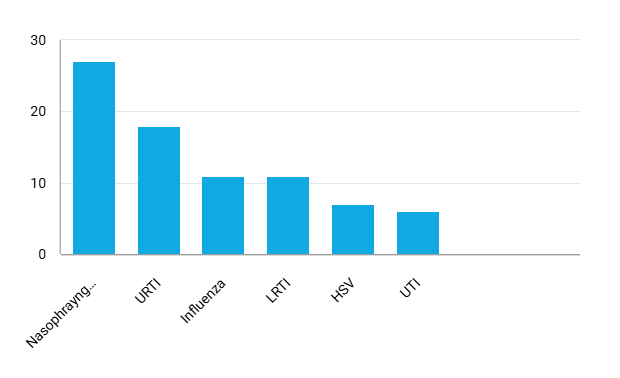 30
20
10
0
Nasophrayng...
URTI
Influenza
LRTI
HSV
UTI